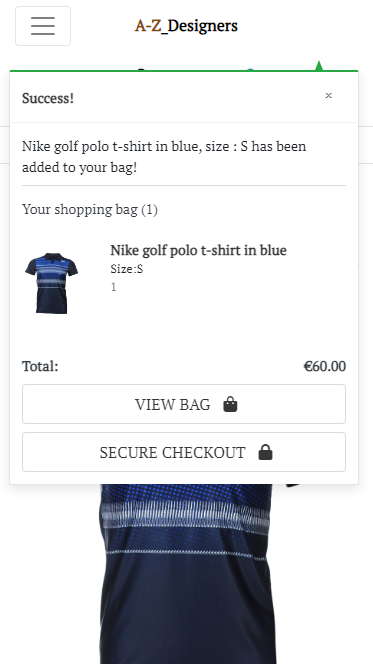 A-Z_Designers
Success!
×
Nike golf polo t-shirt in blue, size : S has been
added to your bag!
Your shopping bag (1)
Nike golf polo t-shirt in blue
Size:S
1
Total:
€60.00
VIEW BAG
SECURE CHECKOUT